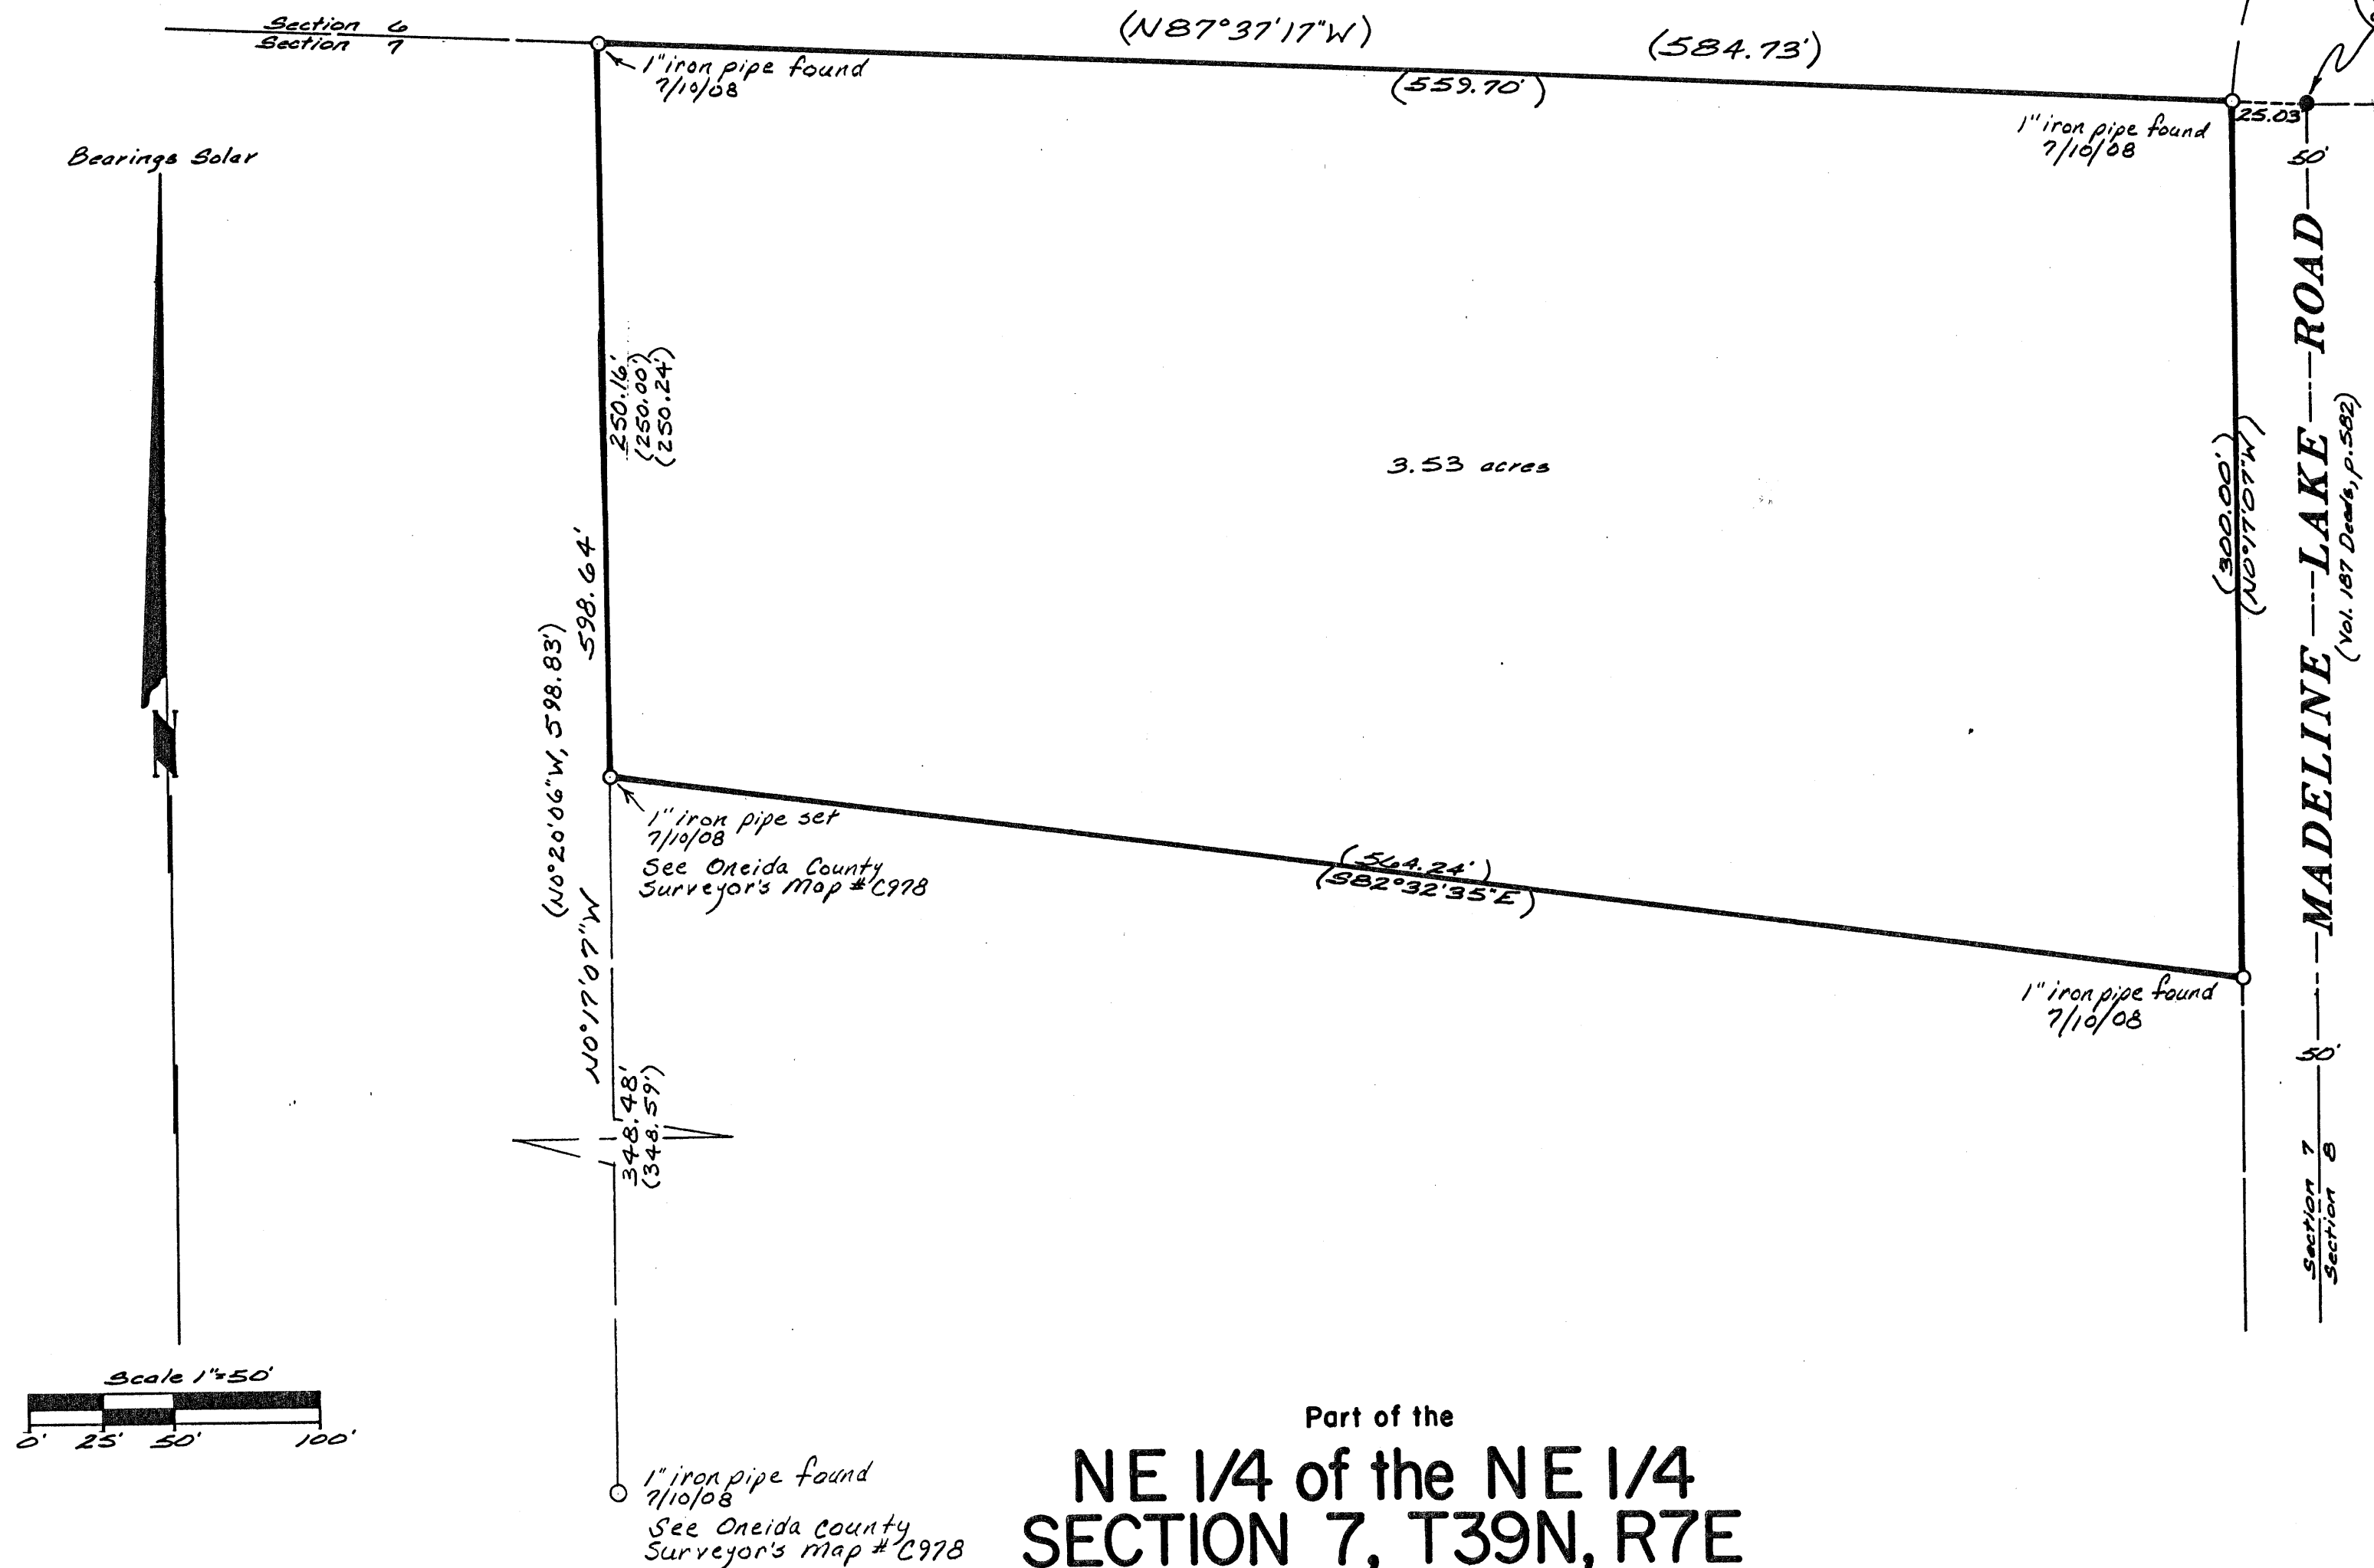 Section 6
Section 7
(N87°37'17"W)
(584.73')
1" iron pipe found
7/10/08
(559.70')
1" iron pipe found
7/10/08
25.03'
50'
Bearings Solar
N
250.16'
(250.00')
(250.24')
3.53 acres
(300.00')
(N0°17'07"W)
MADELINE LAKE ROAD
(Vol. 187 Deeds, p. 582)
598.64'
(N0°20'06"W, 598.83')
N0°17'07"W
1" iron pipe set
7/10/08
See Oneida County
Surveyor's Map # C978
(564.24')
(S82°32'35"E)
1" iron pipe found
7/10/08
50'
348.48'
(348.59')
Section 7
Section 8
Scale 1"=50'
0' 25' 50' 100'
1" iron pipe found
7/10/08
See Oneida County
Surveyor's Map # C978
Part of the
NE 1/4 of the NE 1/4
SECTION 7, T39N, R7E